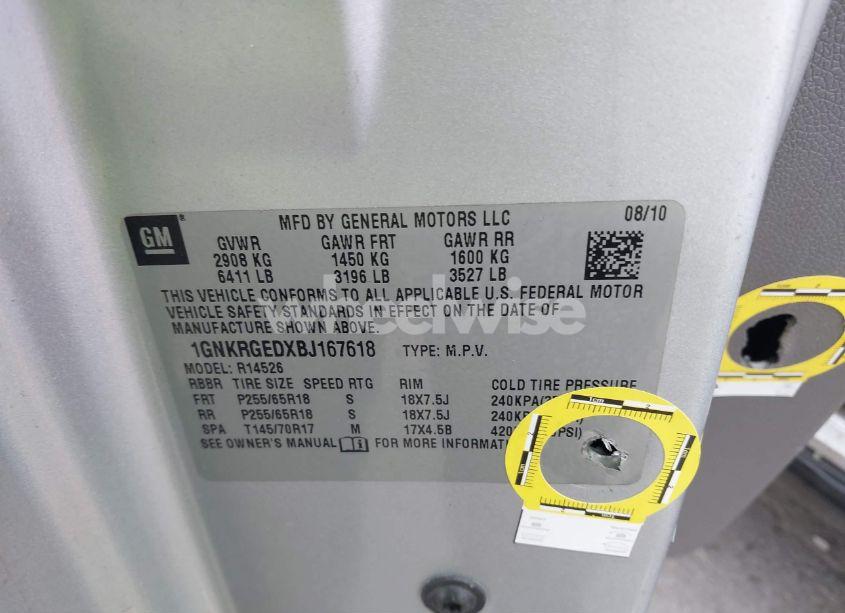 GM
MFD BY GENERAL MOTORS LLC 08/10
GVWR GAWR FRT GAWR RR
2908 KG 1450 KG 1600 KG
6411 LB 3196 LB 3527 LB
THIS VEHICLE CONFORMS TO ALL APPLICABLE U.S. FEDERAL MOTOR
VEHICLE SAFETY STANDARDS IN EFFECT ON THE DATE OF
MANUFACTURE SHOWN ABOVE.
wheelwise
1GNKRGEDXBJ167618 TYPE: M.P.V.
MODEL: R14526
RBBR TIRE SIZE SPEED RTG RIM COLD TIRE PRESSURE
FRT P255/65R18 S 18X7.5J 240KPA
RR P255/65R18 S 18X7.5J
SPA T145/70R17 M 17X4.5B
SEE OWNER'S MANUAL FOR MORE INFORMATION
1cm